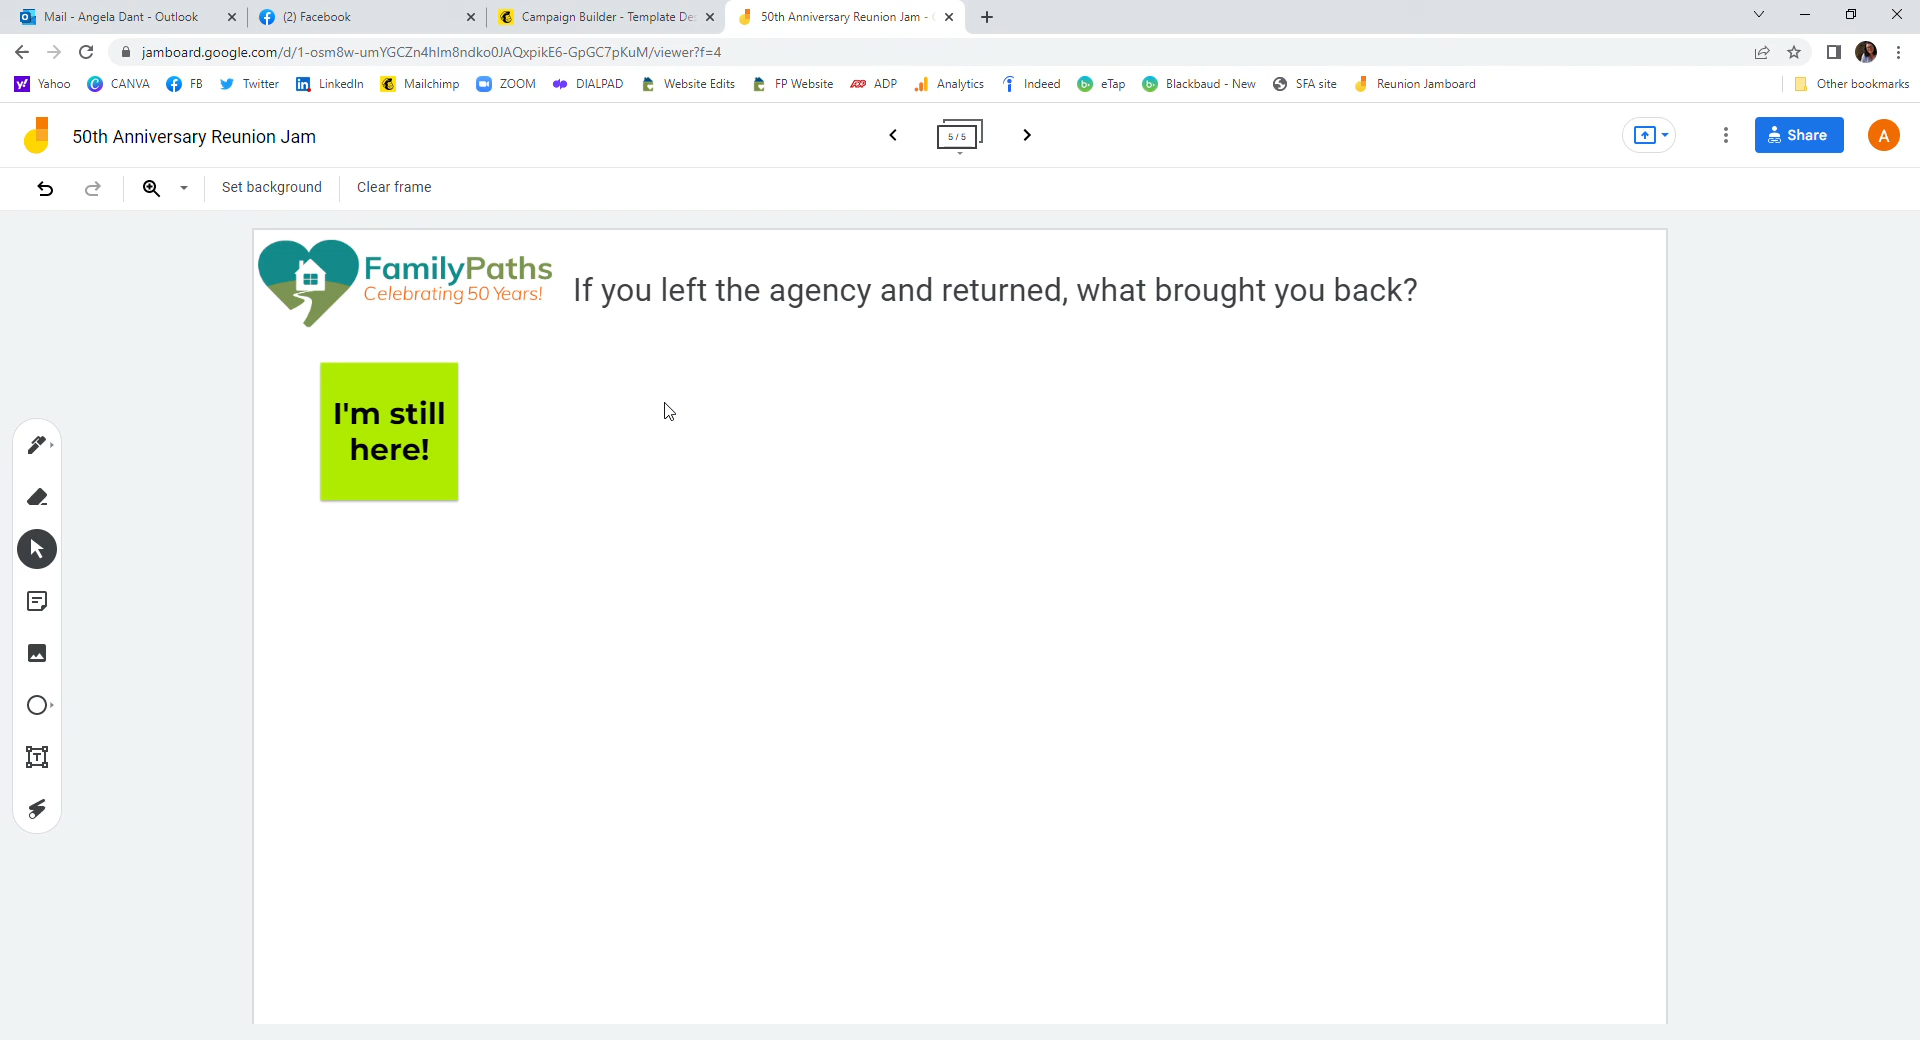 Mail - Angela Dant - Outlook
(2) Facebook
Campaign Builder - Template De
50th Anniversary Reunion Jam -
jamboard.google.com/d/1-osm8w-umYGCZn4hlm8ndko0JAQxpikE6-GpGC7pKuM/viewer?f=4
Yahoo CANVA FB Twitter LinkedIn Mailchimp ZOOM DIALPAD Website Edits FP Website ADP Analytics Indeed eTap Blackbaud - New SFA site Reunion Jamboard Other bookmarks
50th Anniversary Reunion Jam
5 / 5
Share
A
Set background
Clear frame
FamilyPaths
Celebrating 50 Years!
If you left the agency and returned, what brought you back?
I'm still
here!